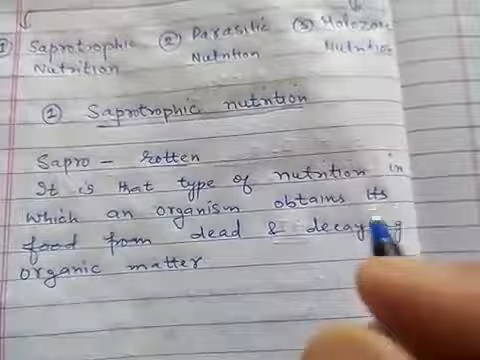 ① Saprotrophic ② Parasitic ③ Holozoic
Nutrition Nutrition Nutrition
① Saprotrophic nutrition
Sapro - rotten
It is that type of nutrition in
which an organism obtains its
food from dead & decaying
organic matter